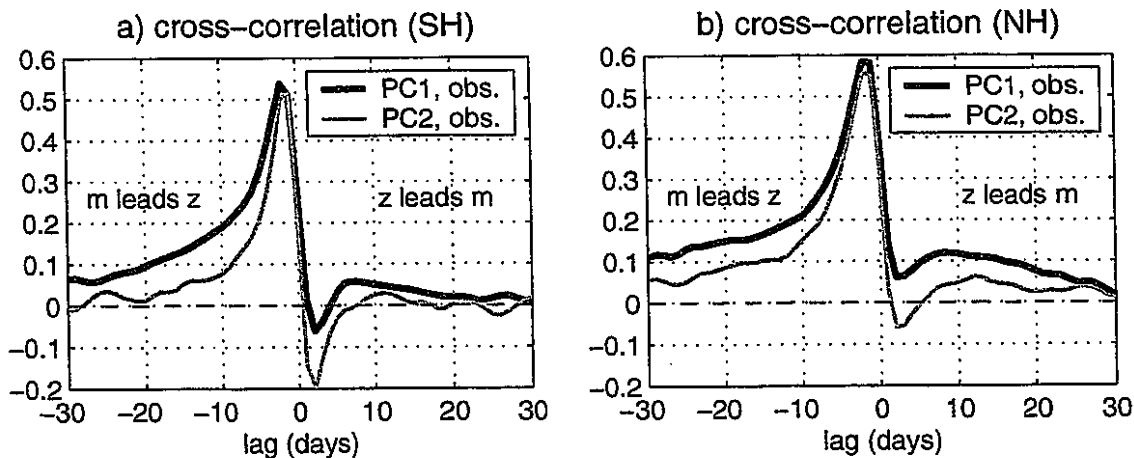 a) cross-correlation (SH)
0.6
0.5
0.4
0.3
0.2
0.1
0
-0.1
-0.2
PC1, obs.
PC2, obs.
m leads z
z leads m
-30
-20
-10
0
10
20
30
lag (days)
b) cross-correlation (NH)
0.6
0.5
0.4
0.3
0.2
0.1
0
-0.1
-0.2
PC1, obs.
PC2, obs.
m leads z
z leads m
-30
-20
-10
0
10
20
30
lag (days)